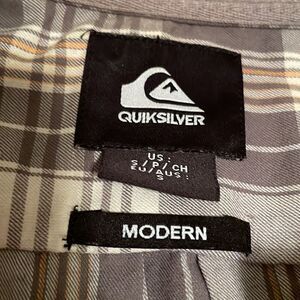 QUIKSILVER
US:
S/P/CH
EU/AUS:
S
MODERN